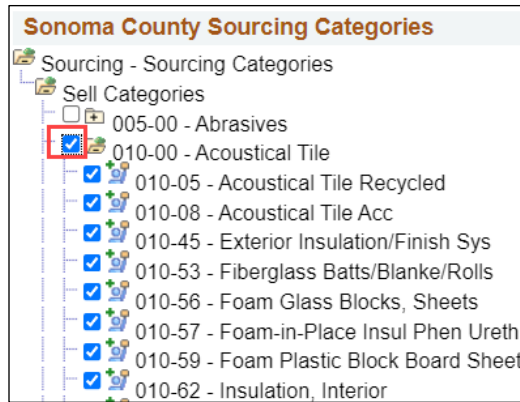 Sonoma County Sourcing Categories
Sourcing - Sourcing Categories
Sell Categories
005-00 - Abrasives
010-00 - Acoustical Tile
010-05 - Acoustical Tile Recycled
010-08 - Acoustical Tile Acc
010-45 - Exterior Insulation/Finish Sys
010-53 - Fiberglass Batts/Blanke/Rolls
010-56 - Foam Glass Blocks, Sheets
010-57 - Foam-in-Place Insul Phen Ureth
010-59 - Foam Plastic Block Board Sheet
010-62 - Insulation, Interior